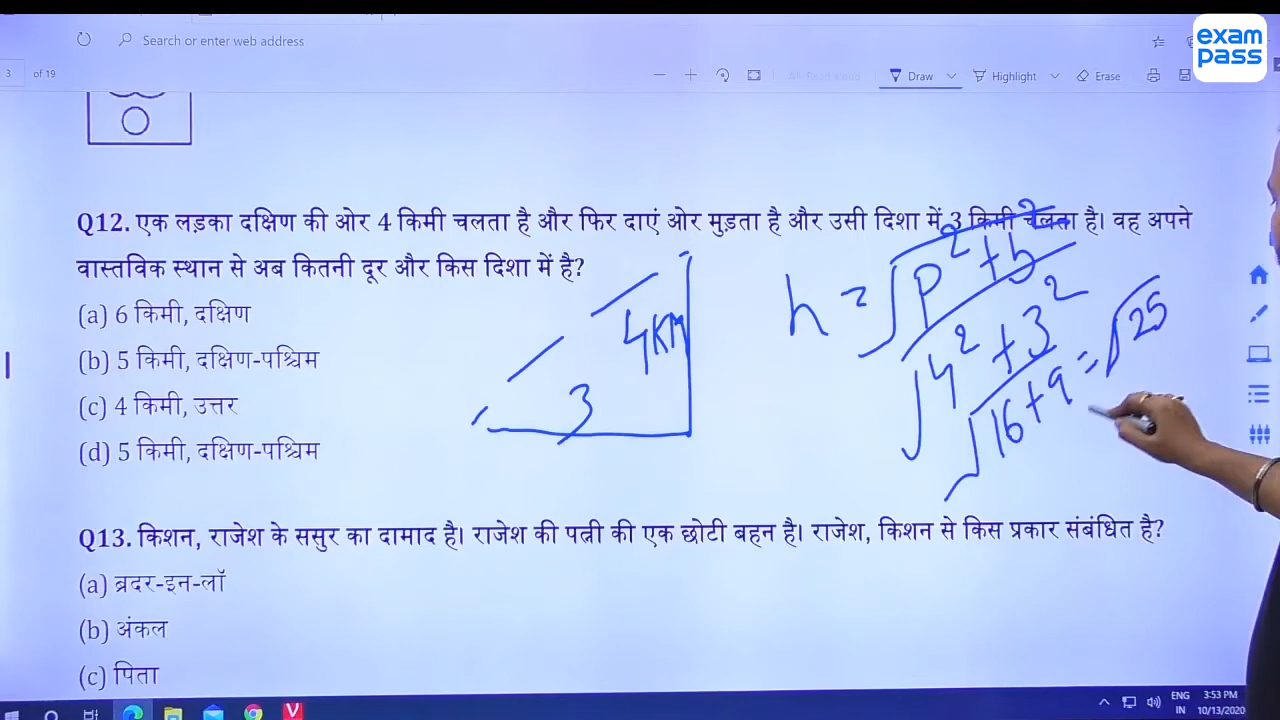 exam
pass
Search or enter web address
3 of 19
Draw Highlight Erase
Q12. एक लड़का दक्षिण की ओर 4 किमी चलता है और फिर दाएं ओर मुड़ता है और उसी दिशा में 3 किमी चलता है। वह अपने
वास्तविक स्थान से अब कितनी दूर और किस दिशा में है?
(a) 6 किमी, दक्षिण
(b) 5 किमी, दक्षिण-पश्चिम
(c) 4 किमी, उत्तर
(d) 5 किमी, दक्षिण-पश्चिम
4KM
3
h = √p²+b²
√4²+3²
√16+9 = √25
Q13. किशन, राजेश के ससुर का दामाद है। राजेश की पत्नी की एक छोटी बहन है। राजेश, किशन से किस प्रकार संबंधित है?
(a) ब्रदर-इन-लॉ
(b) अंकल
(c) पिता
ENG 3:53 PM
IN 10/13/2020